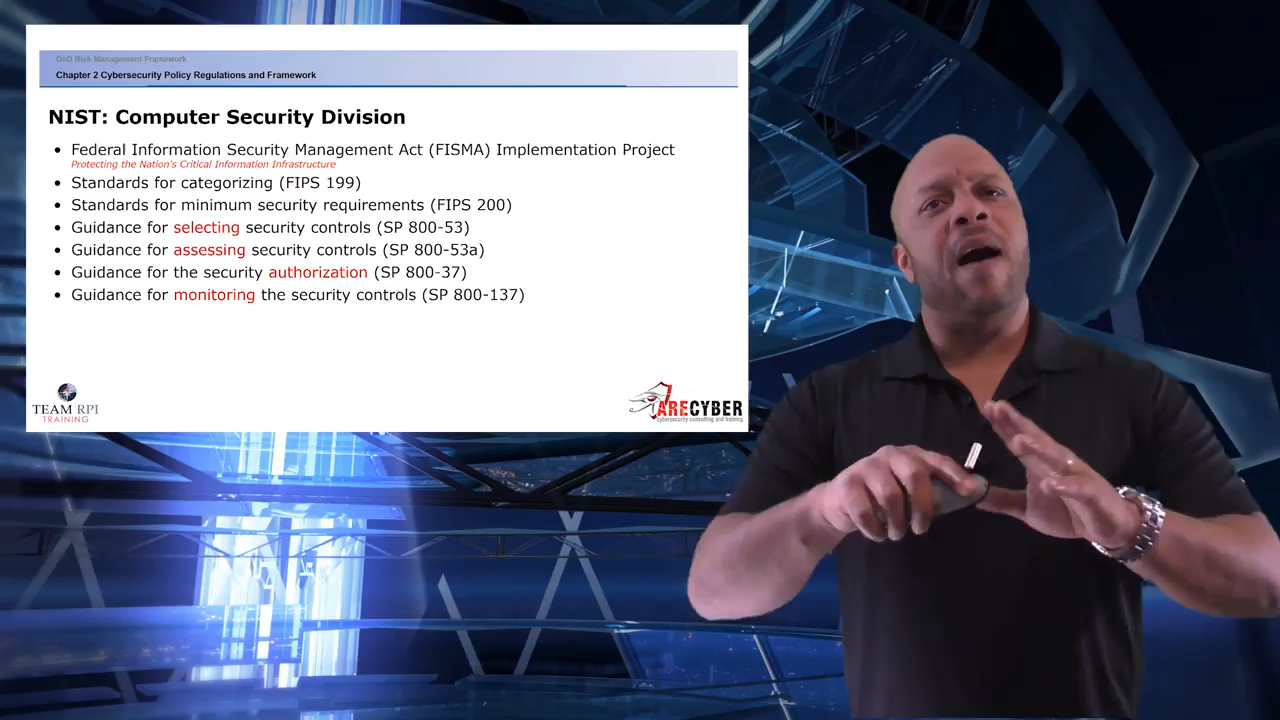 DoD Risk Management Framework
Chapter 2 Cybersecurity Policy Regulations and Framework
NIST: Computer Security Division
• Federal Information Security Management Act (FISMA) Implementation Project
Protecting the Nation's Critical Information Infrastructure
• Standards for categorizing (FIPS 199)
• Standards for minimum security requirements (FIPS 200)
• Guidance for selecting security controls (SP 800-53)
• Guidance for assessing security controls (SP 800-53a)
• Guidance for the security authorization (SP 800-37)
• Guidance for monitoring the security controls (SP 800-137)
TEAM RPI
TRAINING
ARECYBER
cybersecurity consulting and training